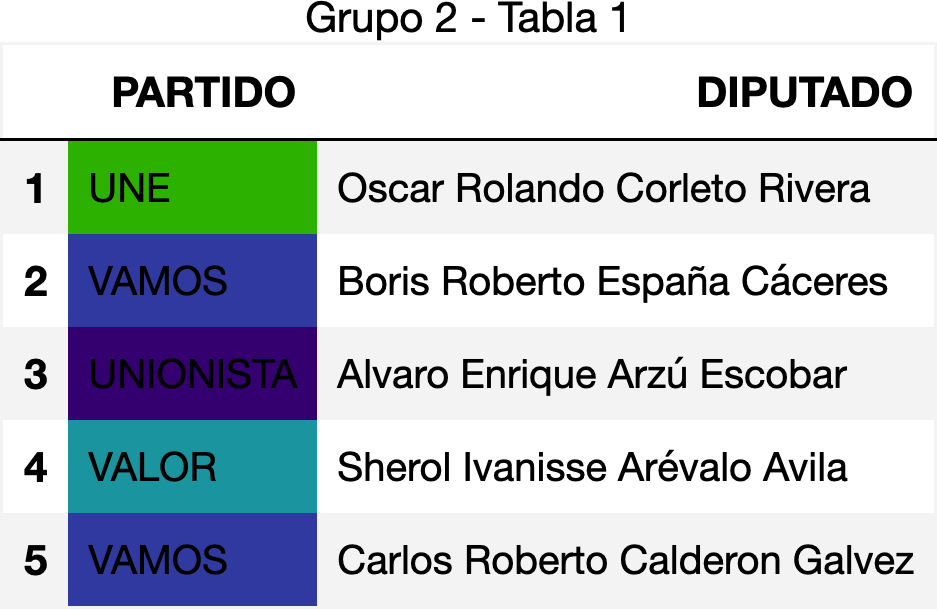 Grupo 2 - Tabla 1
PARTIDO DIPUTADO
1 UNE Oscar Rolando Corleto Rivera
2 VAMOS Boris Roberto España Cáceres
3 UNIONISTA Alvaro Enrique Arzú Escobar
4 VALOR Sherol Ivanisse Arévalo Avila
5 VAMOS Carlos Roberto Calderon Galvez